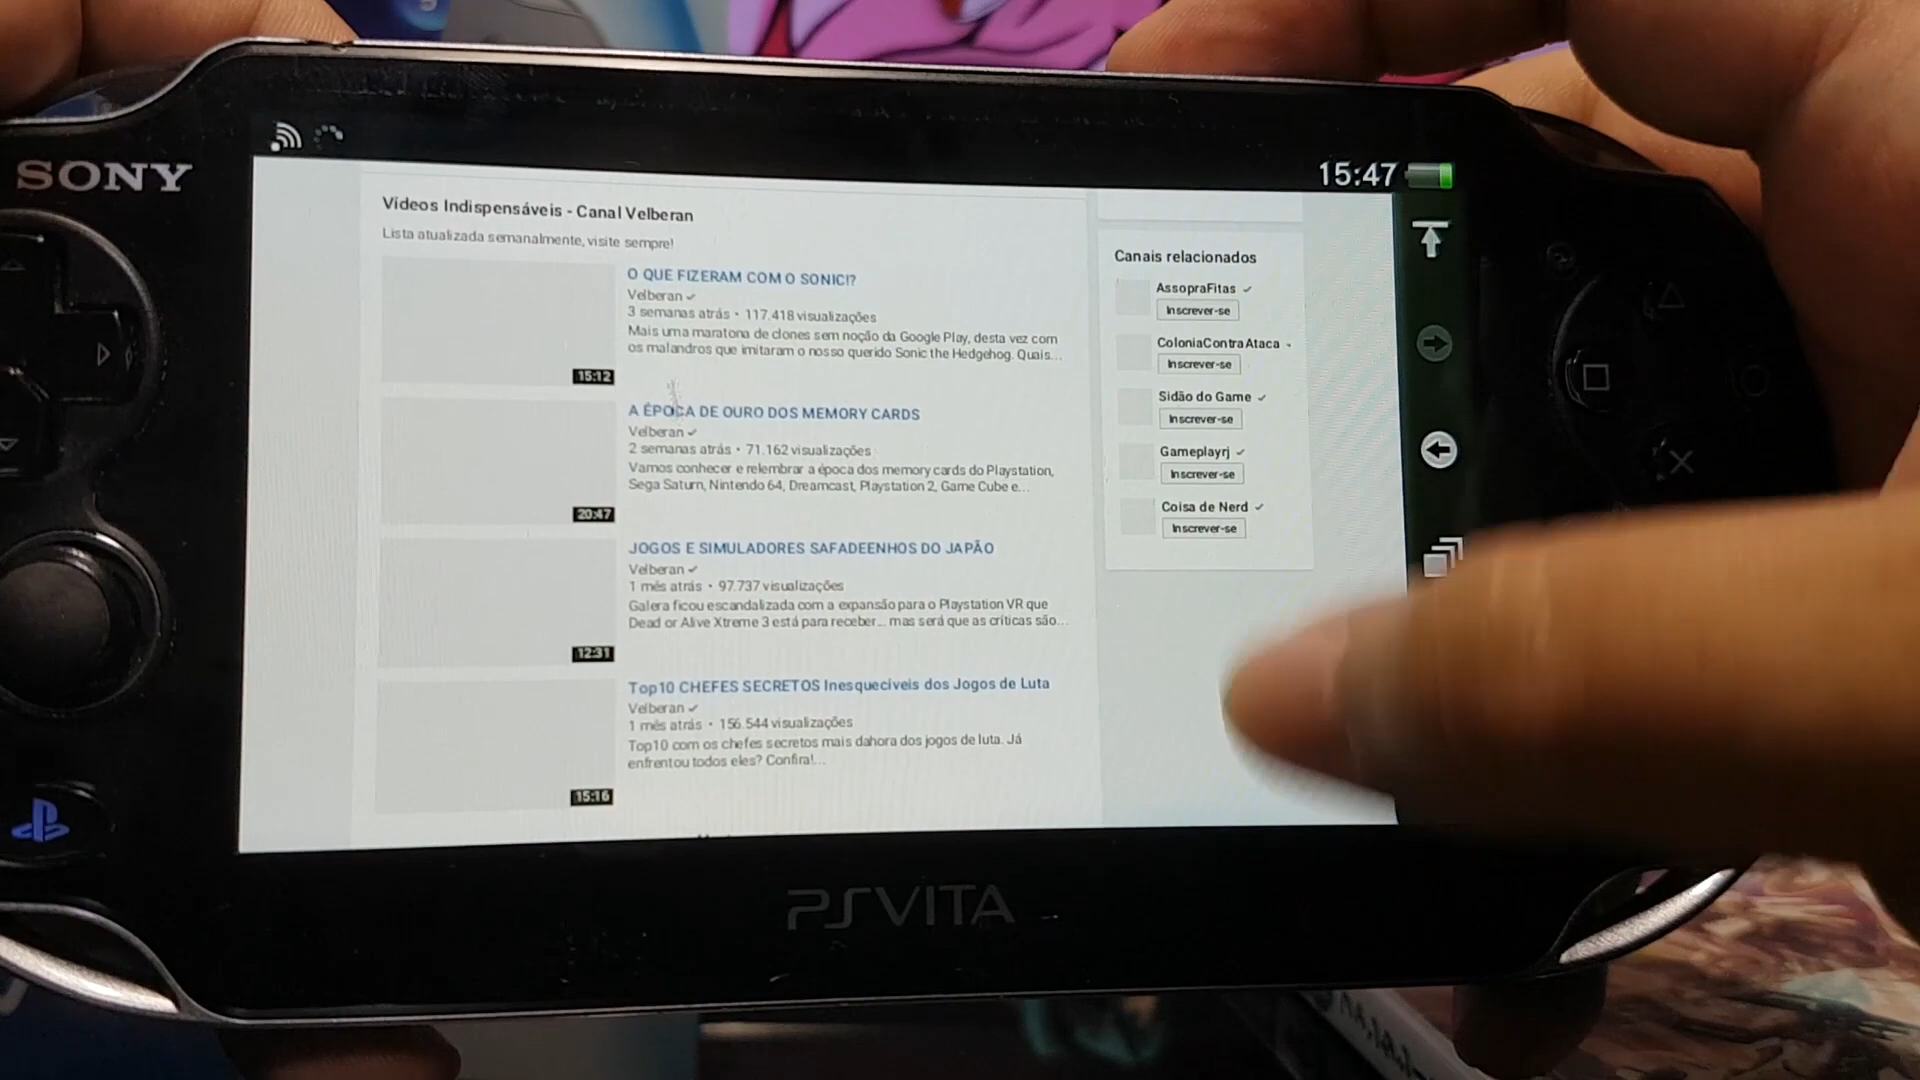 SONY
15:47
Vídeos Indispensáveis - Canal Velberan
Lista atualizada semanalmente, visite sempre!
O QUE FIZERAM COM O SONIC!?
Velberan
3 semanas atrás • 117.418 visualizações
Mais uma maratona de clones sem noção da Google Play, desta vez com
os malandros que imitaram o nosso querido Sonic the Hedgehog. Quais...
15:12
A ÉPOCA DE OURO DOS MEMORY CARDS
Velberan
2 semanas atrás • 71.162 visualizações
Vamos conhecer e relembrar a época dos memory cards do Playstation,
Sega Saturn, Nintendo 64, Dreamcast, Playstation 2, Game Cube e...
20:47
JOGOS E SIMULADORES SAFADEENHOS DO JAPÃO
Velberan
1 mês atrás • 97.737 visualizações
Galera ficou escandalizada com a expansão para o Playstation VR que
Dead or Alive Xtreme 3 está para receber... mas será que as críticas são...
12:31
Top10 CHEFES SECRETOS Inesquecíveis dos Jogos de Luta
Velberan
1 mês atrás • 156.544 visualizações
Top10 com os chefes secretos mais dahora dos jogos de luta. Já
enfrentou todos eles? Confira!...
15:16
Canais relacionados
AssopraFitas
Inscrever-se
ColoniaContraAtaca
Inscrever-se
Sidão do Game
Inscrever-se
Gameplayrj
Inscrever-se
Coisa de Nerd
Inscrever-se
PSVITA